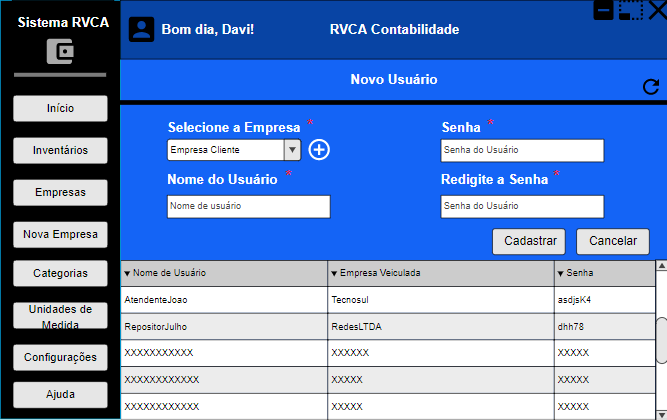 Sistema RVCA
Bom dia, Davi!
RVCA Contabilidade
Novo Usuário
Início
Inventários
Empresas
Nova Empresa
Categorias
Unidades de
Medida
Configurações
Ajuda
Selecione a Empresa *
Empresa Cliente
Senha *
Senha do Usuário
Nome do Usuário *
Nome de usuário
Redigite a Senha *
Senha do Usuário
Cadastrar
Cancelar
Nome de Usuário Empresa Veiculada Senha
AtendenteJoao Tecnosul asdjsK4
RepositorJulho RedesLTDA dhh78
XXXXXXXXXXX XXXXXX XXXXX
XXXXXXXXXXXX XXXXX XXXXX
XXXXXXXXXXXX XXXXX XXXXX